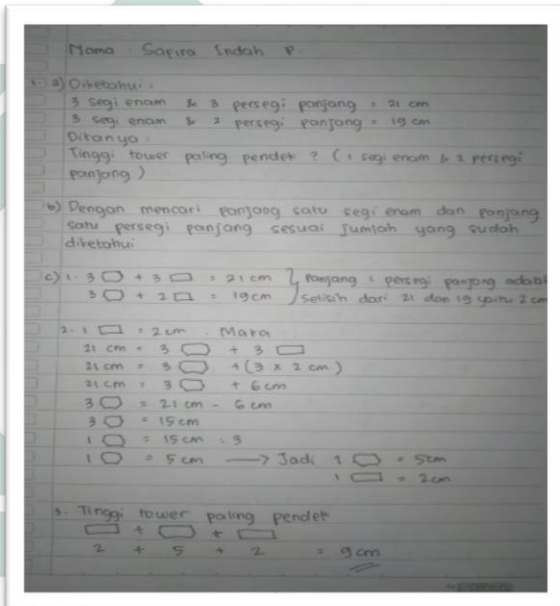 Nama : Sapira Indah P.
1. a) Diketahui :
3 segi enam & 3 persegi panjang = 21 cm
3 segi enam & 2 persegi panjang = 19 cm
Ditanya :
Tinggi tower paling pendek ? (1 segi enam & 2 persegi
panjang)
b) Dengan mencari panjang satu segi enam dan panjang
satu persegi panjang sesuai jumlah yang sudah
diketahui
c) 1. 3 ⬡ + 3 ▭ = 21 cm } Panjang 1 persegi panjang adalah
3 ⬡ + 2 ▭ = 19 cm } selisih dari 21 dan 19 yaitu 2 cm
2. 1 ▭ = 2 cm . Maka
21 cm = 3 ⬡ + 3 ▭
21 cm = 3 ⬡ + (3 x 2 cm)
21 cm = 3 ⬡ + 6 cm
3 ⬡ = 21 cm - 6 cm
3 ⬡ = 15 cm
1 ⬡ = 15 cm : 3
1 ⬡ = 5 cm → Jadi 1 ⬡ = 5cm
1 ▭ = 2cm
3. Tinggi tower paling pendek
▭ + ⬡ + ▭
2 + 5 + 2 = 9 cm